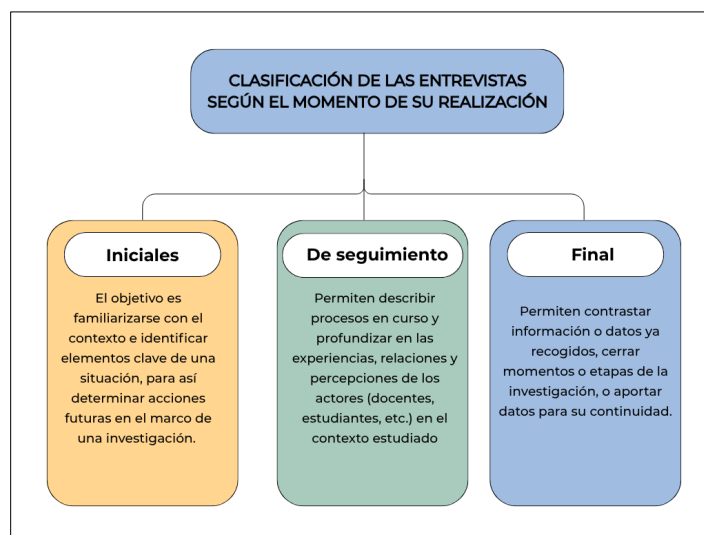 CLASIFICACIÓN DE LAS ENTREVISTAS
SEGÚN EL MOMENTO DE SU REALIZACIÓN
Iniciales
El objetivo es
familiarizarse con el
contexto e identificar
elementos clave de una
situación, para así
determinar acciones
futuras en el marco de
una investigación.
De seguimiento
Permiten describir
procesos en curso y
profundizar en las
experiencias, relaciones y
percepciones de los
actores (docentes,
estudiantes, etc.) en el
contexto estudiado
Final
Permiten contrastar
información o datos ya
recogidos, cerrar
momentos o etapas de la
investigación, o aportar
datos para su continuidad.